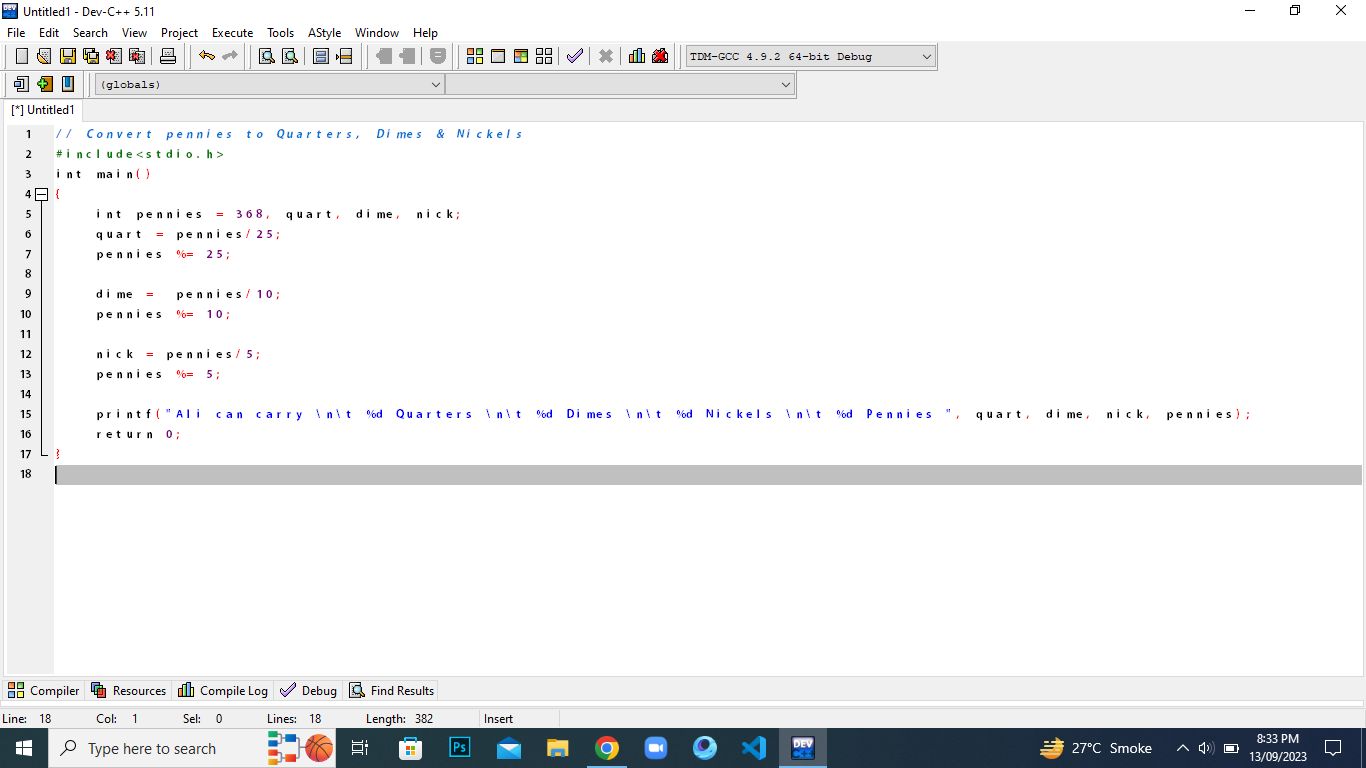 Untitled1 - Dev-C++ 5.11
File Edit Search View Project Execute Tools AStyle Window Help
TDM-GCC 4.9.2 64-bit Debug
(globals)
[*] Untitled1
1 // Convert pennies to Quarters, Dimes & Nickels
2 #include<stdio.h>
3 int main()
4 {
5 int pennies = 368, quart, dime, nick;
6 quart = pennies/25;
7 pennies %= 25;
8
9 dime =  pennies/10;
10 pennies %= 10;
11
12 nick = pennies/5;
13 pennies %= 5;
14
15 printf("Ali can carry \n\t %d Quarters \n\t %d Dimes \n\t %d Nickels \n\t %d Pennies ", quart, dime, nick, pennies);
16 return 0;
17 }
18
Compiler Resources Compile Log Debug Find Results
Line: 18 Col: 1 Sel: 0 Lines: 18 Length: 382 Insert
Type here to search Ps DEV 27°C Smoke 8:33 PM
13/09/2023